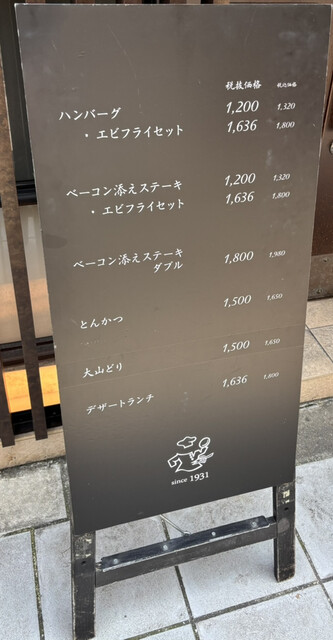 税抜価格 税込価格
ハンバーグ 1,200 1,320
・エビフライセット 1,636 1,800
ベーコン添えステーキ 1,200 1,320
・エビフライセット 1,636 1,800
ベーコン添えステーキ 1,800 1,980
ダブル
とんかつ 1,500 1,650
大山どり 1,500 1,650
デザートランチ 1,636 1,800
since 1931